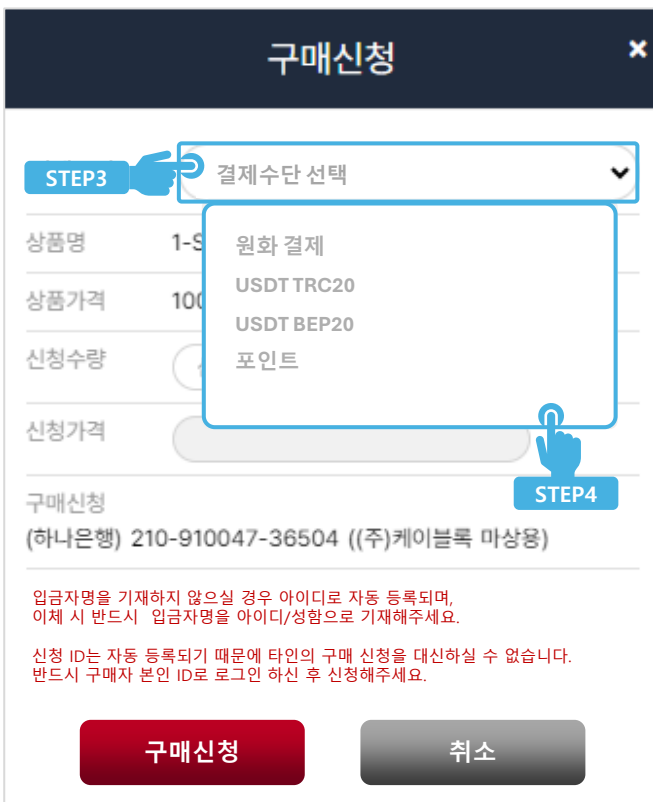 구매신청
×
STEP3
결제수단 선택
상품명 1-S
원화 결제
USDT TRC20
상품가격 100
USDT BEP20
신청수량
포인트
신청가격
STEP4
구매신청
(하나은행) 210-910047-36504 ((주)케이블록 마상용)
입금자명을 기재하지 않으실 경우 아이디로 자동 등록되며,
이체 시 반드시 입금자명을 아이디/성함으로 기재해주세요.
신청 ID는 자동 등록되기 때문에 타인의 구매 신청을 대신하실 수 없습니다.
반드시 구매자 본인 ID로 로그인 하신 후 신청해주세요.
구매신청
취소